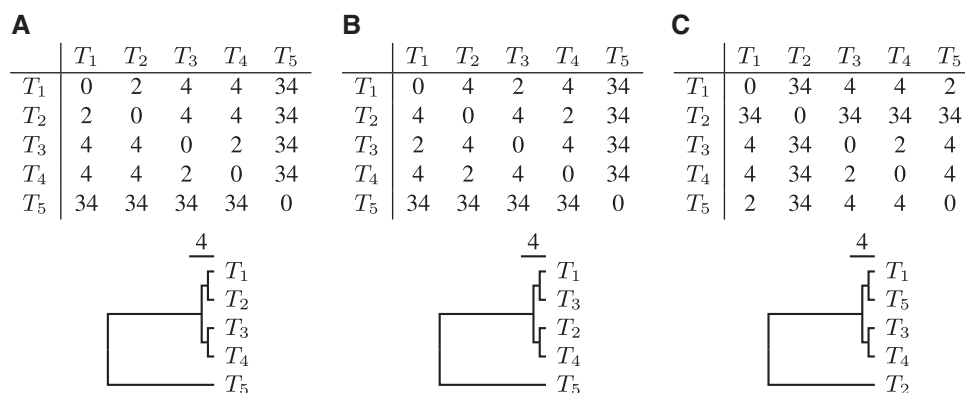 A
T1 T2 T3 T4 T5
T1 0 2 4 4 34
T2 2 0 4 4 34
T3 4 4 0 2 34
T4 4 4 2 0 34
T5 34 34 34 34 0
4
T1
T2
T3
T4
T5
B
T1 T2 T3 T4 T5
T1 0 4 2 4 34
T2 4 0 4 2 34
T3 2 4 0 4 34
T4 4 2 4 0 34
T5 34 34 34 34 0
4
T1
T3
T2
T4
T5
C
T1 T2 T3 T4 T5
T1 0 34 4 4 2
T2 34 0 34 34 34
T3 4 34 0 2 4
T4 4 34 2 0 4
T5 2 34 4 4 0
4
T1
T5
T3
T4
T2